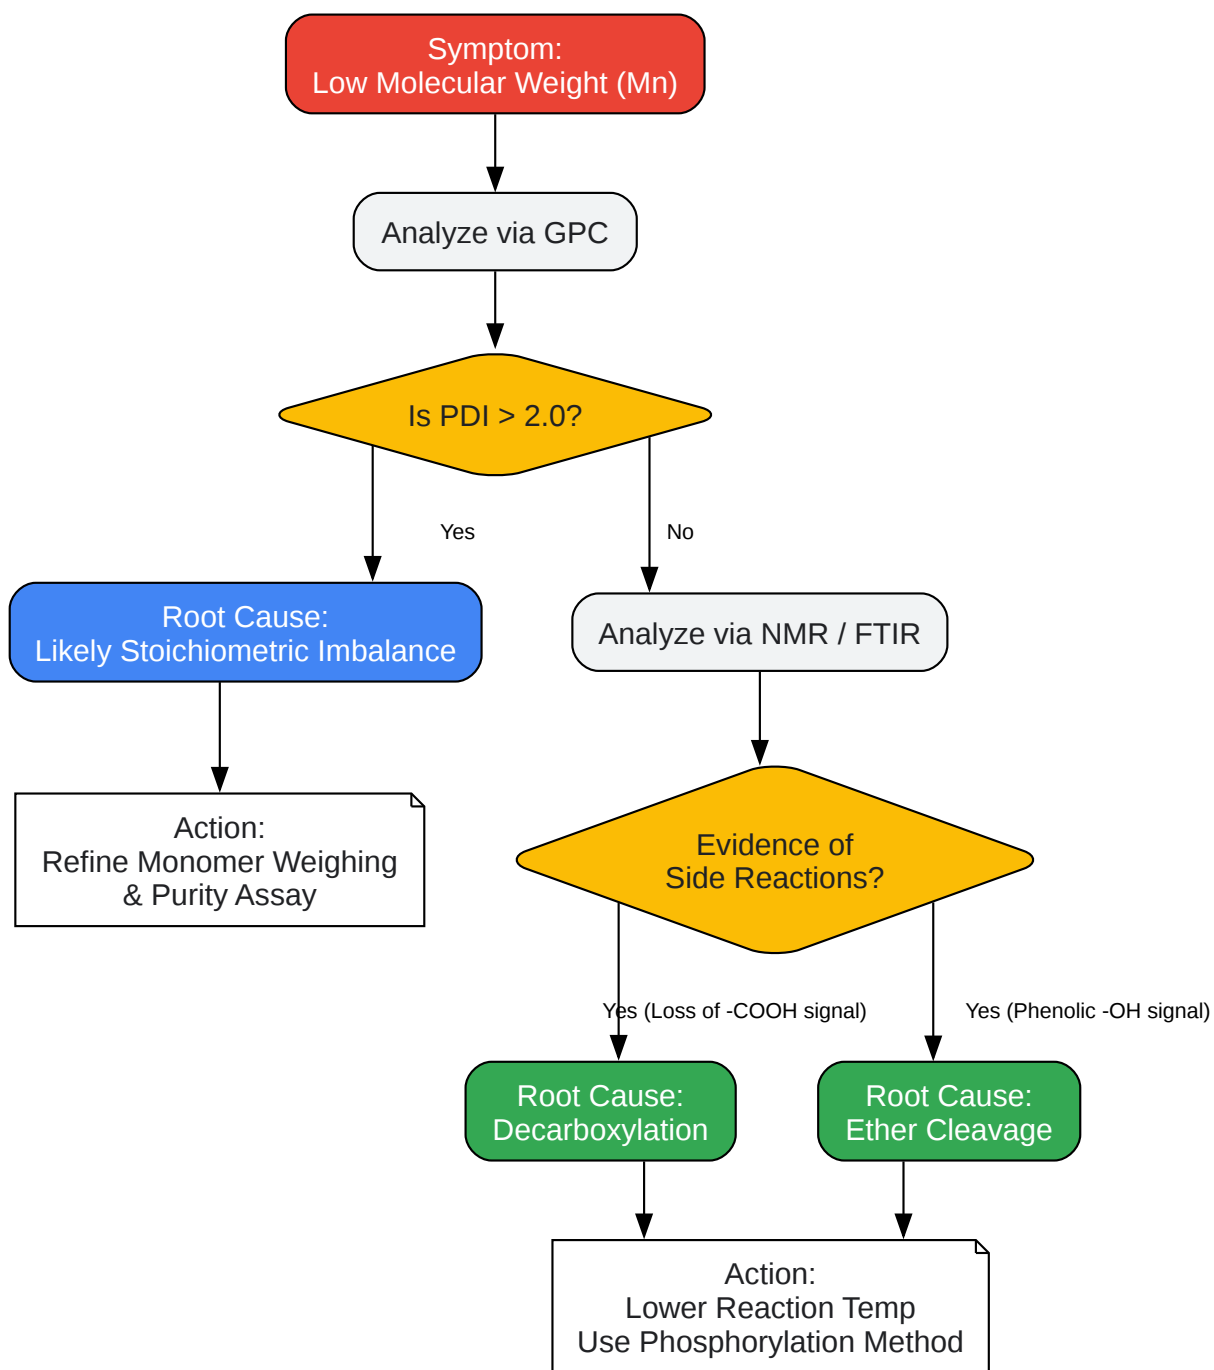 Symptom:
Low Molecular Weight (Mn)
Analyze via GPC
Is PDI > 2.0?
Yes
No
Root Cause:
Likely Stoichiometric Imbalance
Analyze via NMR / FTIR
Action:
Refine Monomer Weighing
& Purity Assay
Evidence of
Side Reactions?
Yes (Loss of -COOH signal)
Yes (Phenolic -OH signal)
Root Cause:
Decarboxylation
Root Cause:
Ether Cleavage
Action:
Lower Reaction Temp
Use Phosphorylation Method